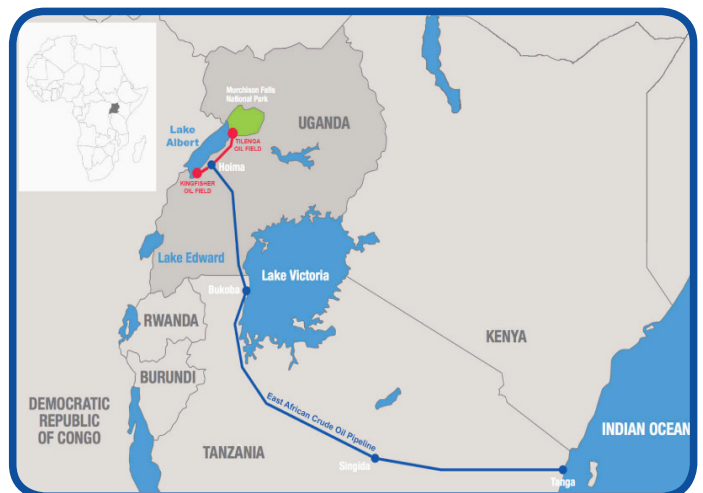 Murchison Falls
National Park
UGANDA
Lake
Albert
TILENGA
OIL FIELD
Hoima
KINGFISHER
OIL FIELD
Lake Edward
Lake Victoria
Bukoba
RWANDA
KENYA
BURUNDI
DEMOCRATIC
REPUBLIC
OF CONGO
East African Crude Oil Pipeline
INDIAN OCEAN
TANZANIA
Singida
Tanga